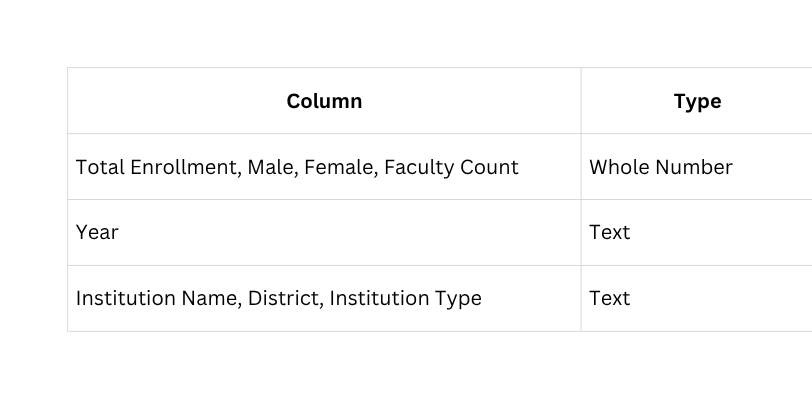 Column Type
Total Enrollment, Male, Female, Faculty Count Whole Number
Year Text
Institution Name, District, Institution Type Text